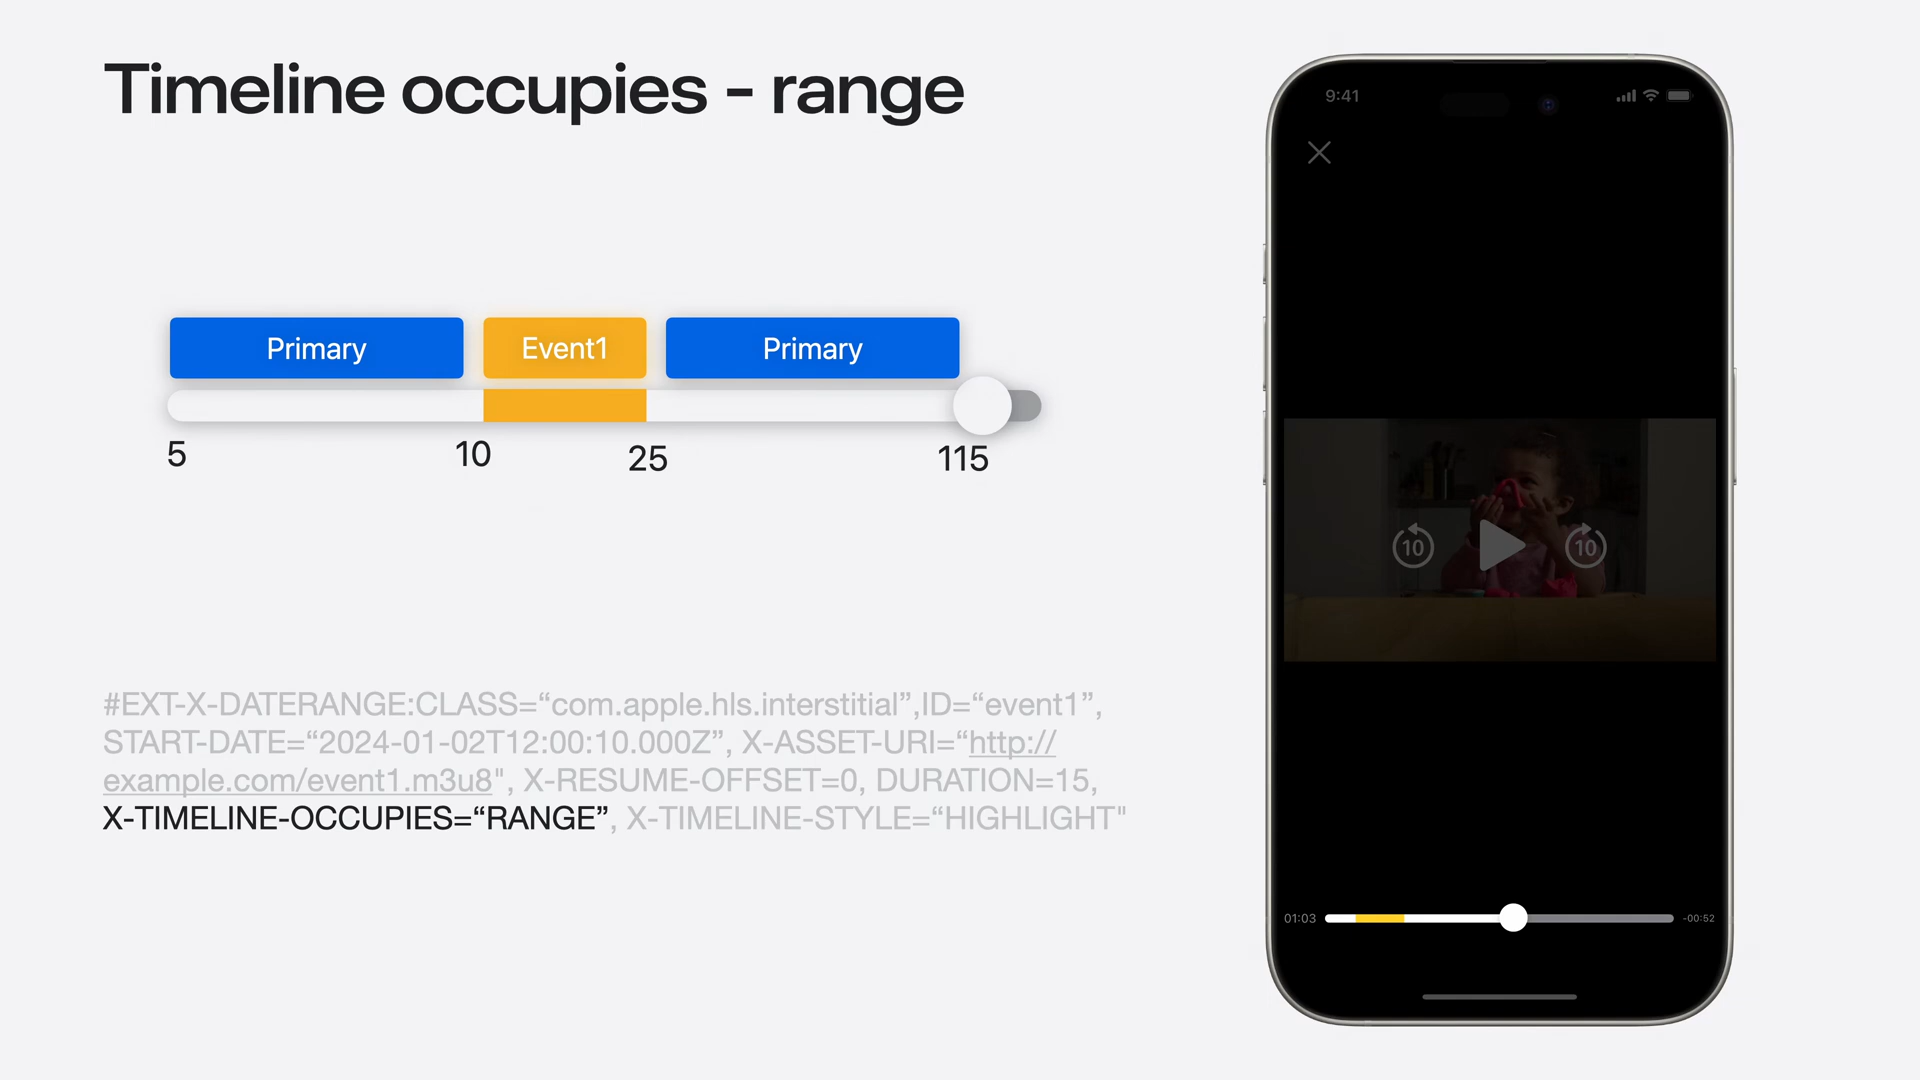 Timeline occupies - range
Primary
Event1
Primary
5
10
25
115
#EXT-X-DATERANGE:CLASS=“com.apple.hls.interstitial”,ID=“event1”,
START-DATE=“2024-01-02T12:00:10.000Z”, X-ASSET-URI=“http://
example.com/event1.m3u8", X-RESUME-OFFSET=0, DURATION=15,
X-TIMELINE-OCCUPIES=“RANGE”, X-TIMELINE-STYLE=“HIGHLIGHT"
9:41
10
10
01:03
-00:52